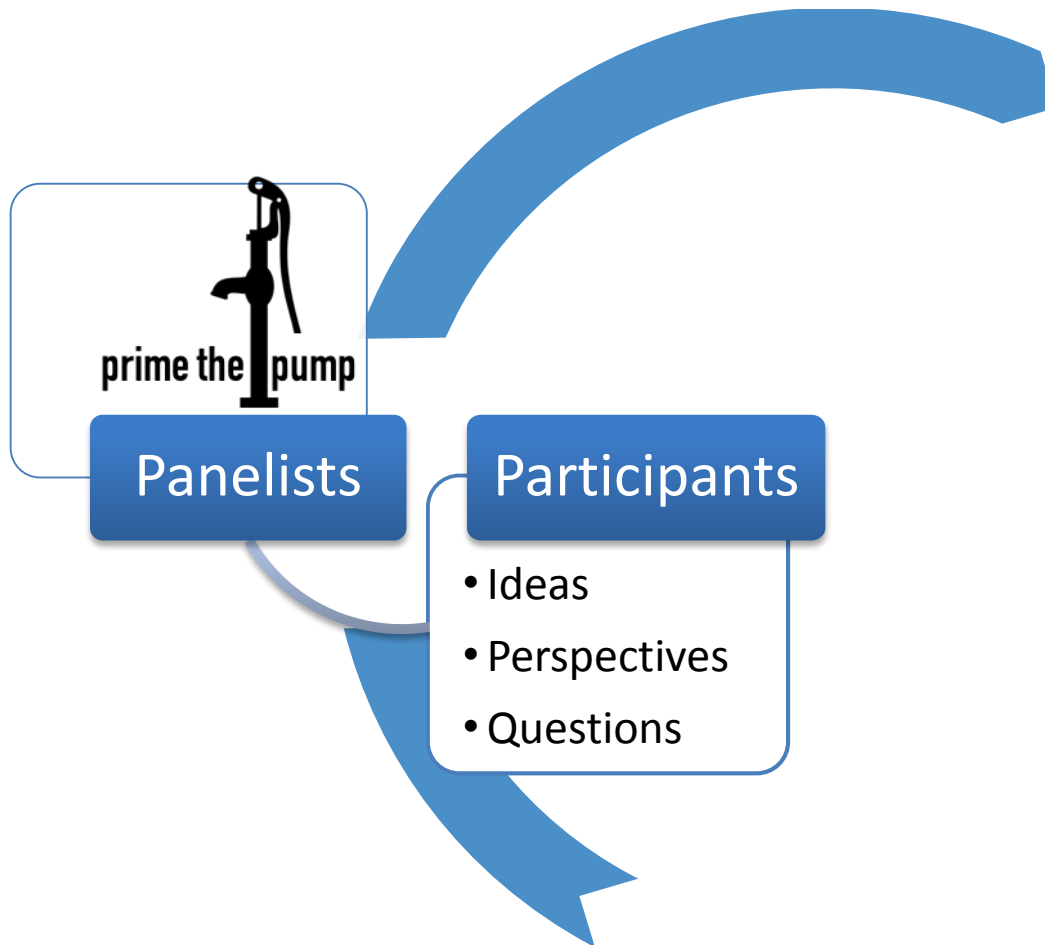 prime the pump
Panelists
Participants
• Ideas
• Perspectives
• Questions